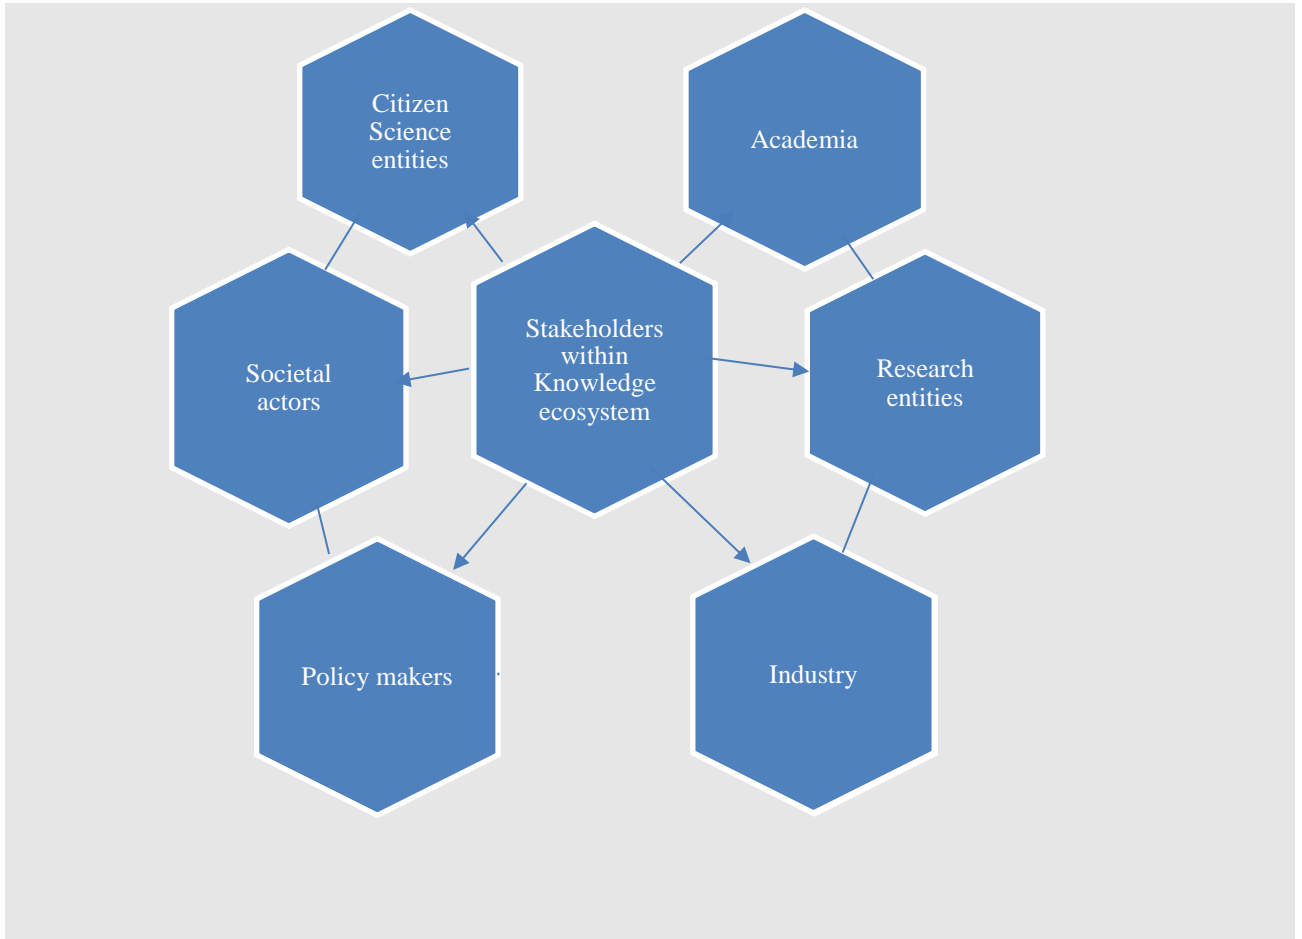 Citizen
Science
entities
Academia
Stakeholders
within
Knowledge
ecosystem
Societal
actors
Research
entities
Policy makers
Industry